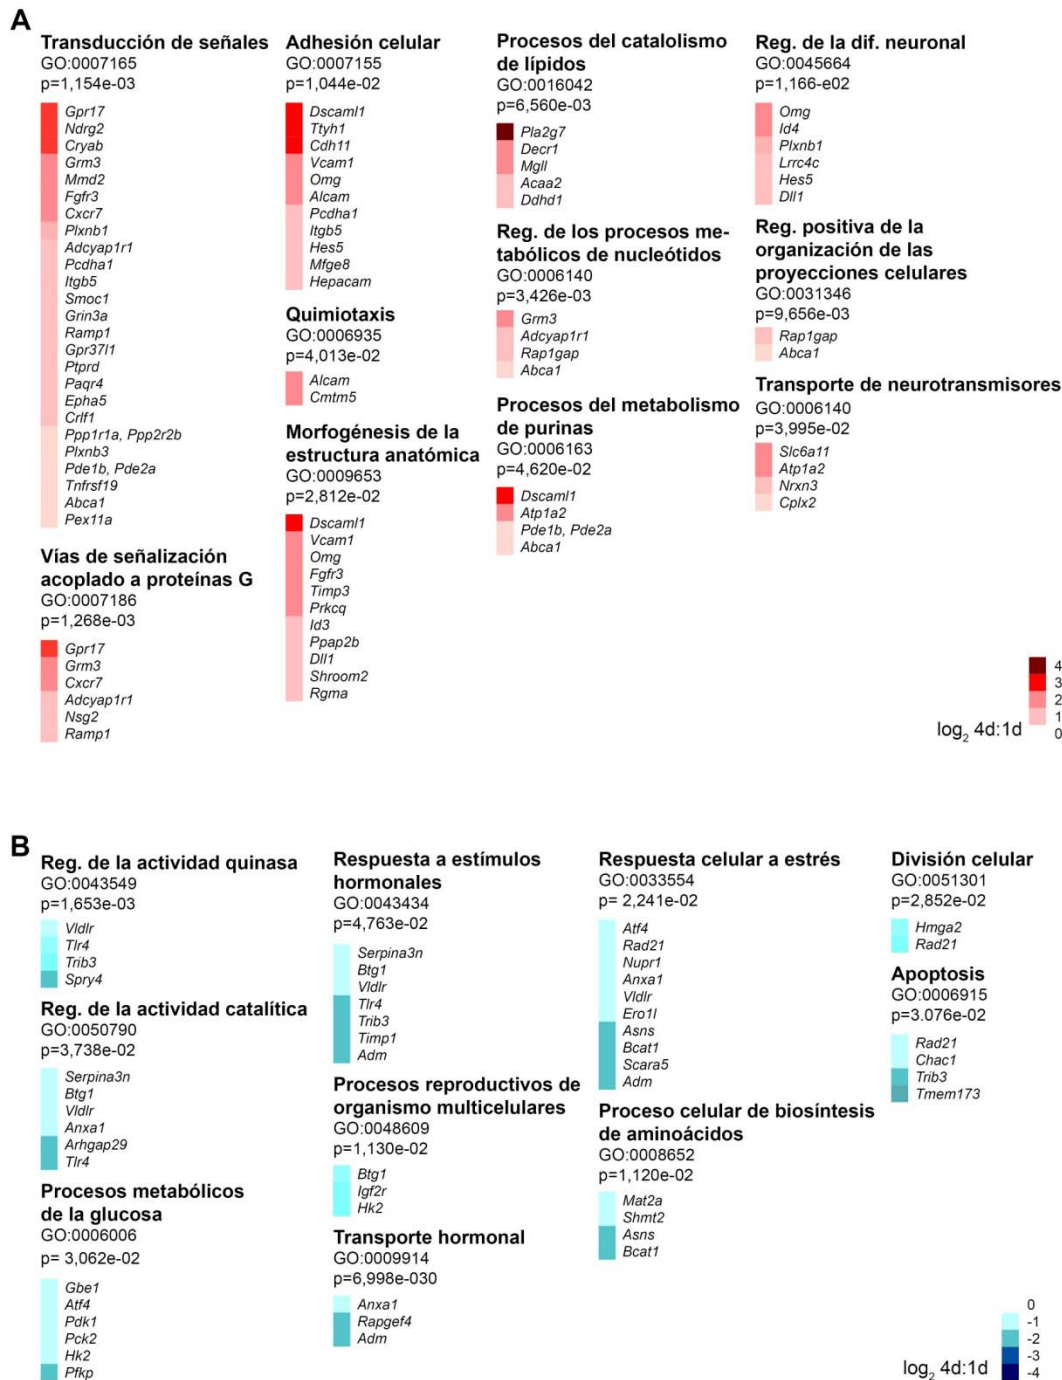 A
Transducción de señales
GO:0007165
p=1,154e-03
Gpr17
Ndrg2
Cryab
Grm3
Mmd2
Fgfr3
Cxcr7
Plxnb1
Adcyap1r1
Pcdha1
Itgb5
Smoc1
Grin3a
Ramp1
Gpr37l1
Ptprd
Paqr4
Epha5
Crlf1
Ppp1r1a, Ppp2r2b
Plxnb3
Pde1b, Pde2a
Tnfrsf19
Abca1
Pex11a
Vías de señalización
acoplado a proteínas G
GO:0007186
p=1,268e-03
Gpr17
Grm3
Cxcr7
Adcyap1r1
Nsg2
Ramp1
Adhesión celular
GO:0007155
p=1,044e-02
Dscaml1
Ttyh1
Cdh11
Vcam1
Omg
Alcam
Pcdha1
Itgb5
Hes5
Mfge8
Hepacam
Quimiotaxis
GO:0006935
p=4,013e-02
Alcam
Cmtm5
Morfogénesis de la
estructura anatómica
GO:0009653
p=2,812e-02
Dscaml1
Vcam1
Omg
Fgfr3
Timp3
Prkcq
Id3
Ppap2b
Dll1
Shroom2
Rgma
Procesos del catalolismo
de lípidos
GO:0016042
p=6,560e-03
Pla2g7
Decr1
Mgll
Acaa2
Ddhd1
Reg. de los procesos me-
tabólicos de nucleótidos
GO:0006140
p=3,426e-03
Grm3
Adcyap1r1
Rap1gap
Abca1
Procesos del metabolismo
de purinas
GO:0006163
p=4,620e-02
Dscaml1
Atp1a2
Pde1b, Pde2a
Abca1
Reg. de la dif. neuronal
GO:0045664
p=1,166-e02
Omg
Id4
Plxnb1
Lrrc4c
Hes5
Dll1
Reg. positiva de la
organización de las
proyecciones celulares
GO:0031346
p=9,656e-03
Rap1gap
Abca1
Transporte de neurotransmisores
GO:0006140
p=3,995e-02
Slc6a11
Atp1a2
Nrxn3
Cplx2
4
3
2
1
0
log2 4d:1d
B
Reg. de la actividad quinasa
GO:0043549
p=1,653e-03
Vldlr
Tlr4
Trib3
Spry4
Reg. de la actividad catalítica
GO:0050790
p=3,738e-02
Serpina3n
Btg1
Vldlr
Anxa1
Arhgap29
Tlr4
Procesos metabólicos
de la glucosa
GO:0006006
p= 3,062e-02
Gbe1
Atf4
Pdk1
Pck2
Hk2
Pfkp
Respuesta a estímulos
hormonales
GO:0043434
p=4,763e-02
Serpina3n
Btg1
Vldlr
Tlr4
Trib3
Timp1
Adm
Procesos reproductivos de
organismo multicelulares
GO:0048609
p=1,130e-02
Btg1
Igf2r
Hk2
Transporte hormonal
GO:0009914
p=6,998e-030
Anxa1
Rapgef4
Adm
Respuesta celular a estrés
GO:0033554
p= 2,241e-02
Atf4
Rad21
Nupr1
Anxa1
Vldlr
Ero1l
Asns
Bcat1
Scara5
Adm
Proceso celular de biosíntesis
de aminoácidos
GO:0008652
p=1,120e-02
Mat2a
Shmt2
Asns
Bcat1
División celular
GO:0051301
p=2,852e-02
Hmga2
Rad21
Apoptosis
GO:0006915
p=3.076e-02
Rad21
Chac1
Trib3
Tmem173
0
-1
-2
-3
-4
log2 4d:1d